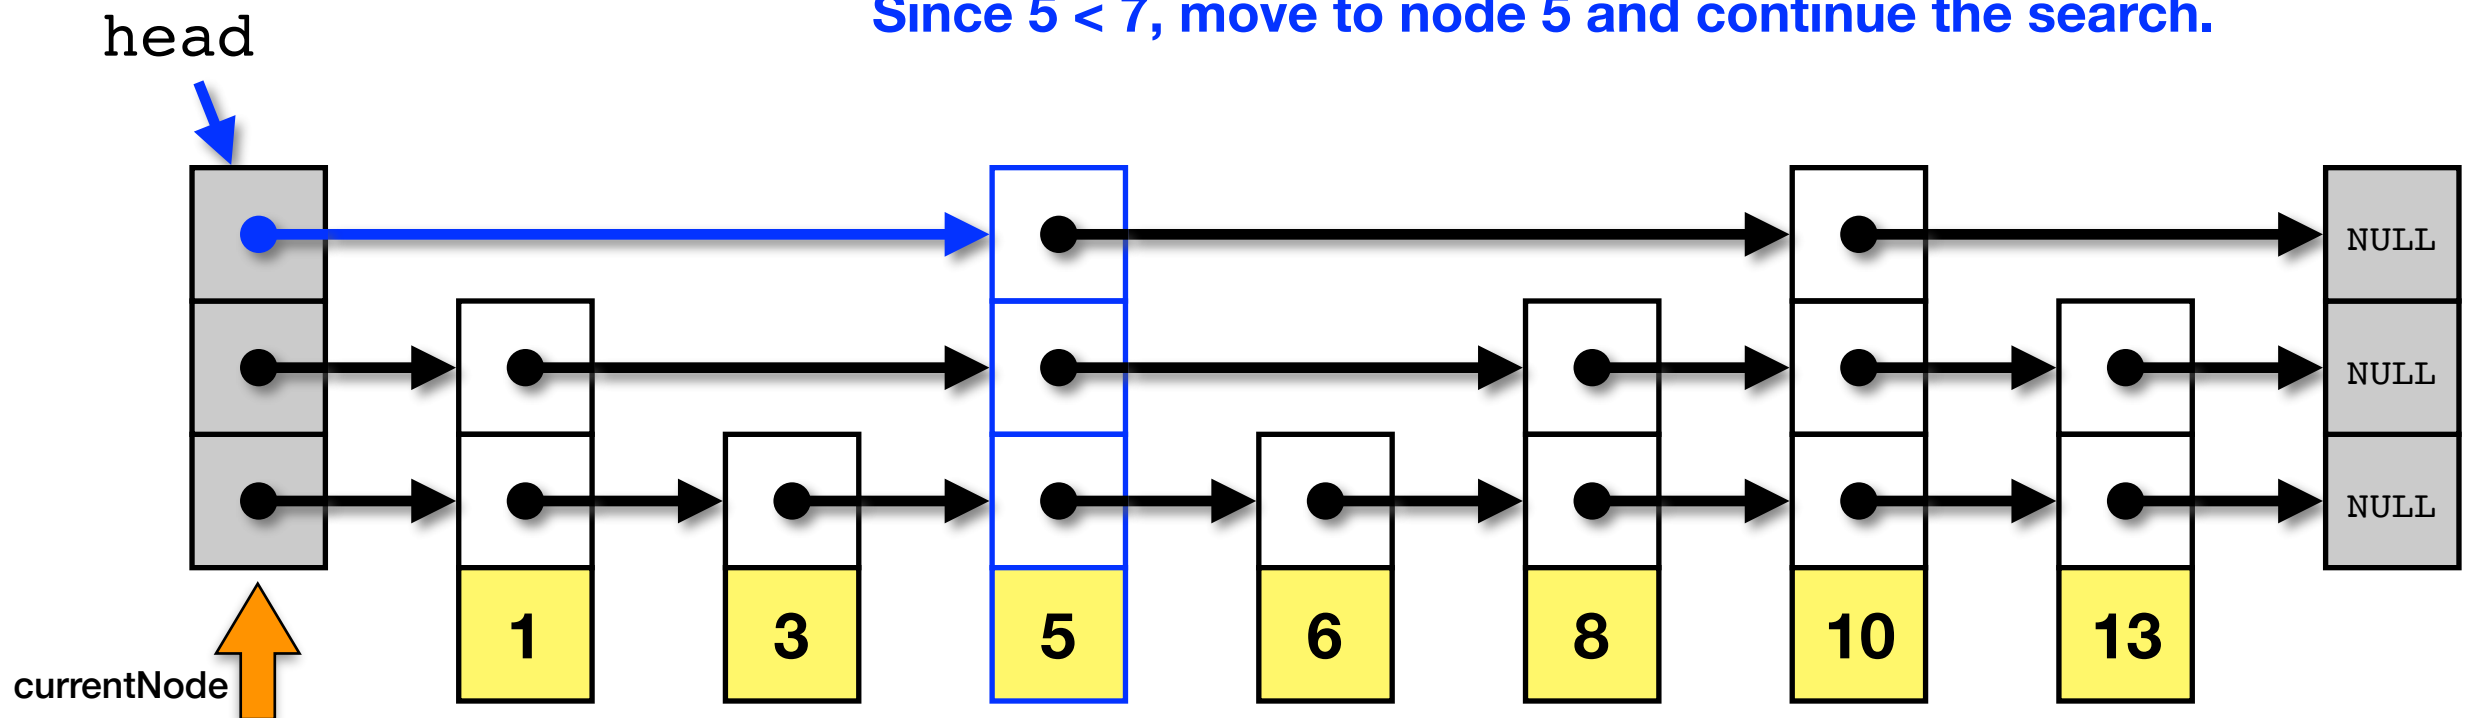 Since 5 < 7, move to node 5 and continue the search.
head
NULL
NULL
NULL
1 3 5 6 8 10 13
currentNode